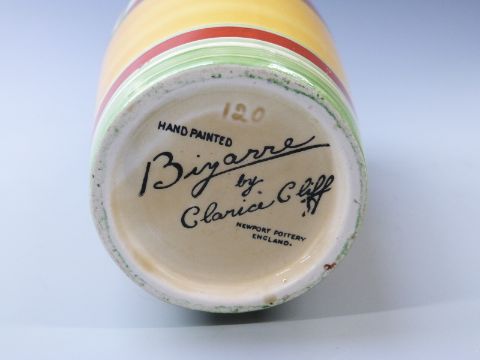 120
HAND PAINTED
Bizarre
by
Clarice Cliff
NEWPORT POTTERY
ENGLAND.